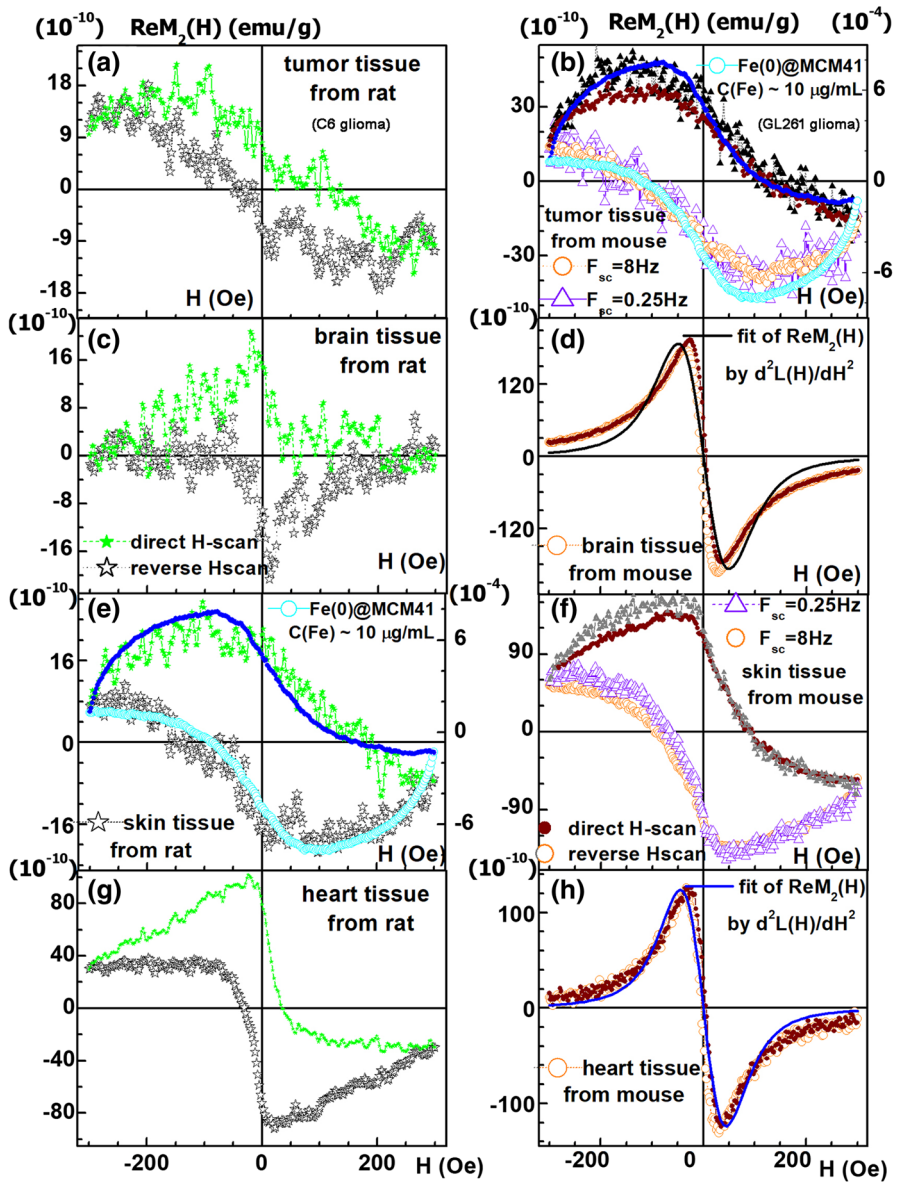 (10⁻¹⁰) ReM₂(H) (emu/g)
(10⁻¹⁰) ReM₂(H) (emu/g) (10⁻⁴)
(a)
tumor tissue
from rat
(C6 glioma)
18
9
0
-9
-18
H (Oe)
(b)
Fe(0)@MCM41
C(Fe) ~ 10 μg/mL
(GL261 glioma)
30
0
-30
6
0
-6
tumor tissue
from mouse
F_sc=8Hz
F_sc=0.25Hz
H (Oe)
(10⁻¹⁰)
(c)
brain tissue
from rat
16
8
0
-8
-16
direct H-scan
reverse Hscan
H (Oe)
(10⁻¹⁰)
(d)
fit of ReM₂(H)
by d²L(H)/dH²
120
0
-120
brain tissue
from mouse
H (Oe)
(10⁻¹⁰)
(10⁻⁴)
(e)
Fe(0)@MCM41
C(Fe) ~ 10 μg/mL
16
0
-16
6
0
-6
skin tissue
from rat
H (Oe)
(10⁻¹⁰)
(f)
F_sc=0.25Hz
F_sc=8Hz
skin tissue
from mouse
90
0
-90
direct H-scan
reverse Hscan
H (Oe)
(10⁻¹⁰)
(g)
heart tissue
from rat
80
40
0
-40
-80
-200 0 200
H (Oe)
(10⁻¹⁰)
(h)
fit of ReM₂(H)
by d²L(H)/dH²
100
0
-100
heart tissue
from mouse
-200 0 200
H (Oe)